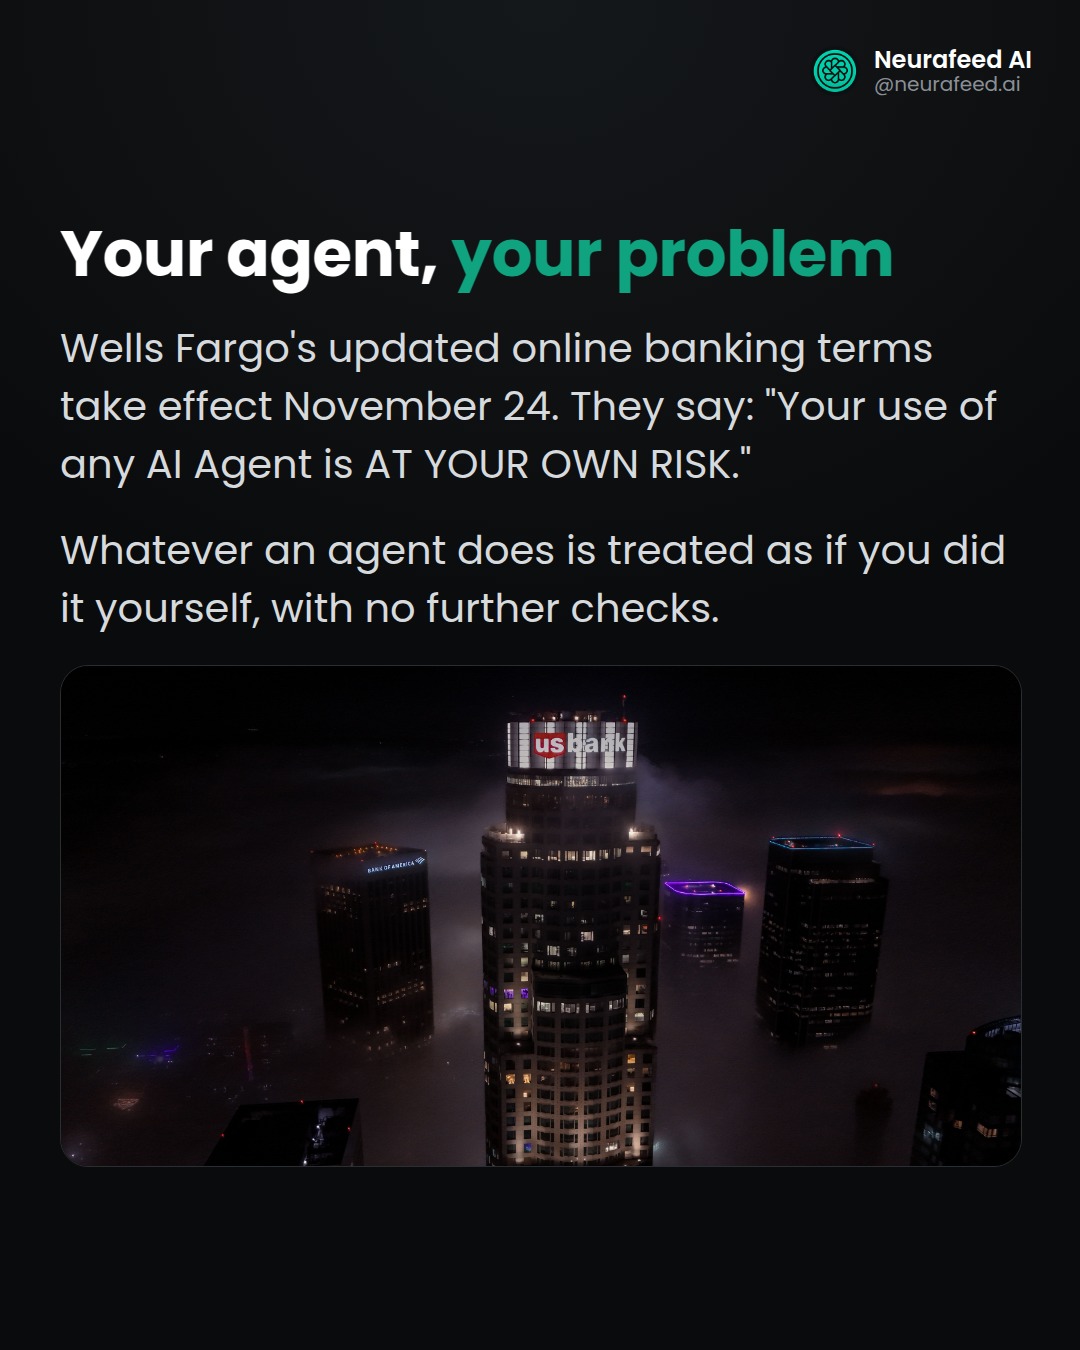 Neurafeed AI
@neurafeed.ai
Your agent, your problem
Wells Fargo's updated online banking terms
take effect November 24. They say: "Your use of
any AI Agent is AT YOUR OWN RISK."
Whatever an agent does is treated as if you did
it yourself, with no further checks.
usbank
BANK OF AMERICA